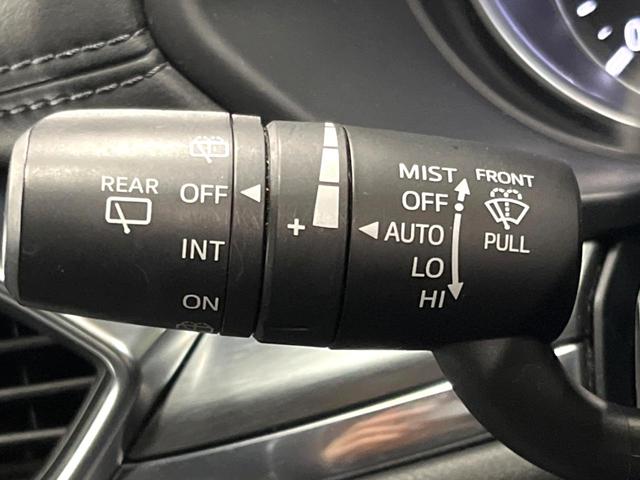 REAR
OFF
INT
ON
+
MIST
OFF
AUTO
LO
HI
FRONT
PULL